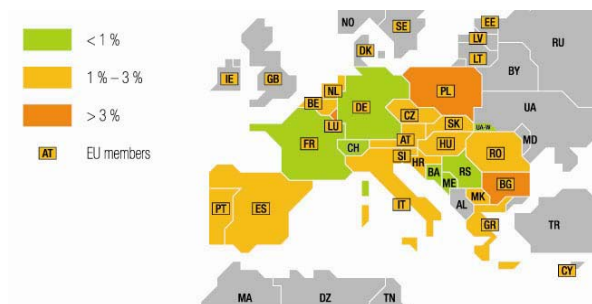 < 1 %
1 % – 3 %
> 3 %
AT EU members
NO
SE
EE
LV
LT
RU
DK
IE
GB
BY
NL
BE
DE
PL
LU
CZ
UA
SK
UA-W
FR
CH
AT
HU
MD
SI
HR
RO
BA
RS
ME
BG
PT
ES
IT
AL
MK
GR
TR
CY
MA
DZ
TN